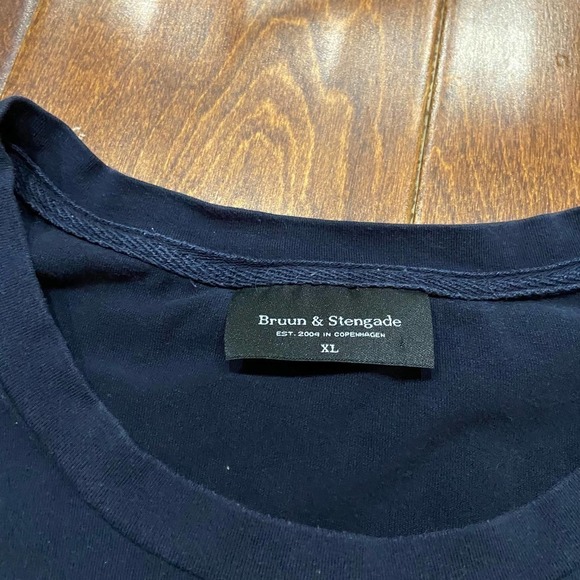 Bruun & Stengade
EST. 2004 IN COPENHAGEN
XL